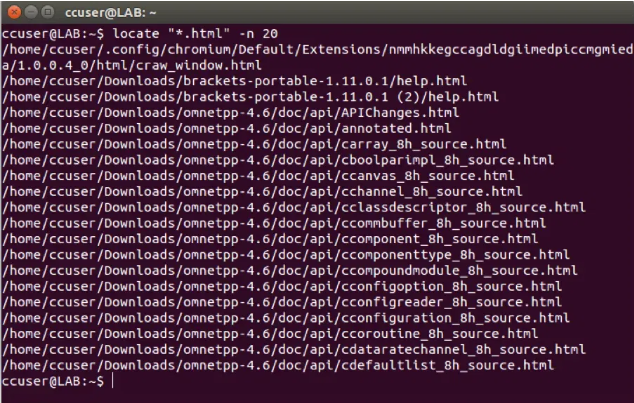 ccuser@LAB: ~
ccuser@LAB:~$ locate "*.html" -n 20
/home/ccuser/.config/chromium/Default/Extensions/nmmhkkegccagdldgiimedpiccmgmied
a/1.0.0.4_0/html/craw_window.html
/home/ccuser/Downloads/brackets-portable-1.11.0.1/help.html
/home/ccuser/Downloads/brackets-portable-1.11.0.1 (2)/help.html
/home/ccuser/Downloads/omnetpp-4.6/doc/api/APIChanges.html
/home/ccuser/Downloads/omnetpp-4.6/doc/api/annotated.html
/home/ccuser/Downloads/omnetpp-4.6/doc/api/carray_8h_source.html
/home/ccuser/Downloads/omnetpp-4.6/doc/api/cboolparimpl_8h_source.html
/home/ccuser/Downloads/omnetpp-4.6/doc/api/ccanvas_8h_source.html
/home/ccuser/Downloads/omnetpp-4.6/doc/api/cchannel_8h_source.html
/home/ccuser/Downloads/omnetpp-4.6/doc/api/cclassdescriptor_8h_source.html
/home/ccuser/Downloads/omnetpp-4.6/doc/api/ccommbuffer_8h_source.html
/home/ccuser/Downloads/omnetpp-4.6/doc/api/ccomponent_8h_source.html
/home/ccuser/Downloads/omnetpp-4.6/doc/api/ccomponenttype_8h_source.html
/home/ccuser/Downloads/omnetpp-4.6/doc/api/ccompoundmodule_8h_source.html
/home/ccuser/Downloads/omnetpp-4.6/doc/api/cconfigoption_8h_source.html
/home/ccuser/Downloads/omnetpp-4.6/doc/api/cconfigreader_8h_source.html
/home/ccuser/Downloads/omnetpp-4.6/doc/api/cconfiguration_8h_source.html
/home/ccuser/Downloads/omnetpp-4.6/doc/api/ccoroutine_8h_source.html
/home/ccuser/Downloads/omnetpp-4.6/doc/api/cdataratechannel_8h_source.html
/home/ccuser/Downloads/omnetpp-4.6/doc/api/cdefaultlist_8h_source.html
ccuser@LAB:~$